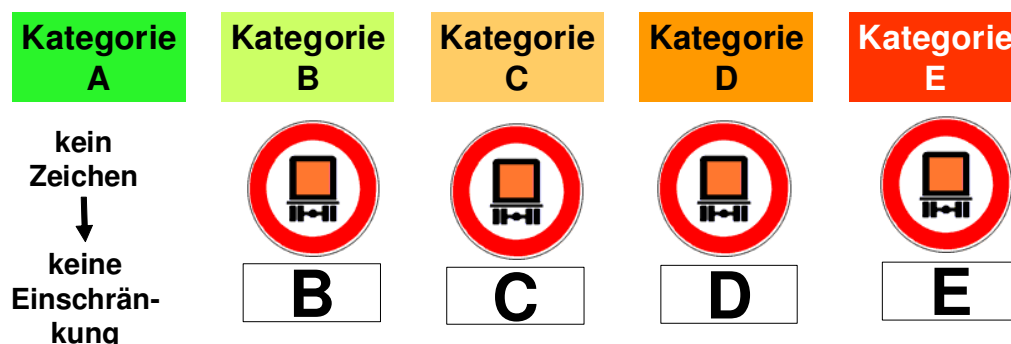 Kategorie
A
Kategorie
B
Kategorie
C
Kategorie
D
Kategorie
E
kein
Zeichen
keine
Einschrän-
kung
B
C
D
E